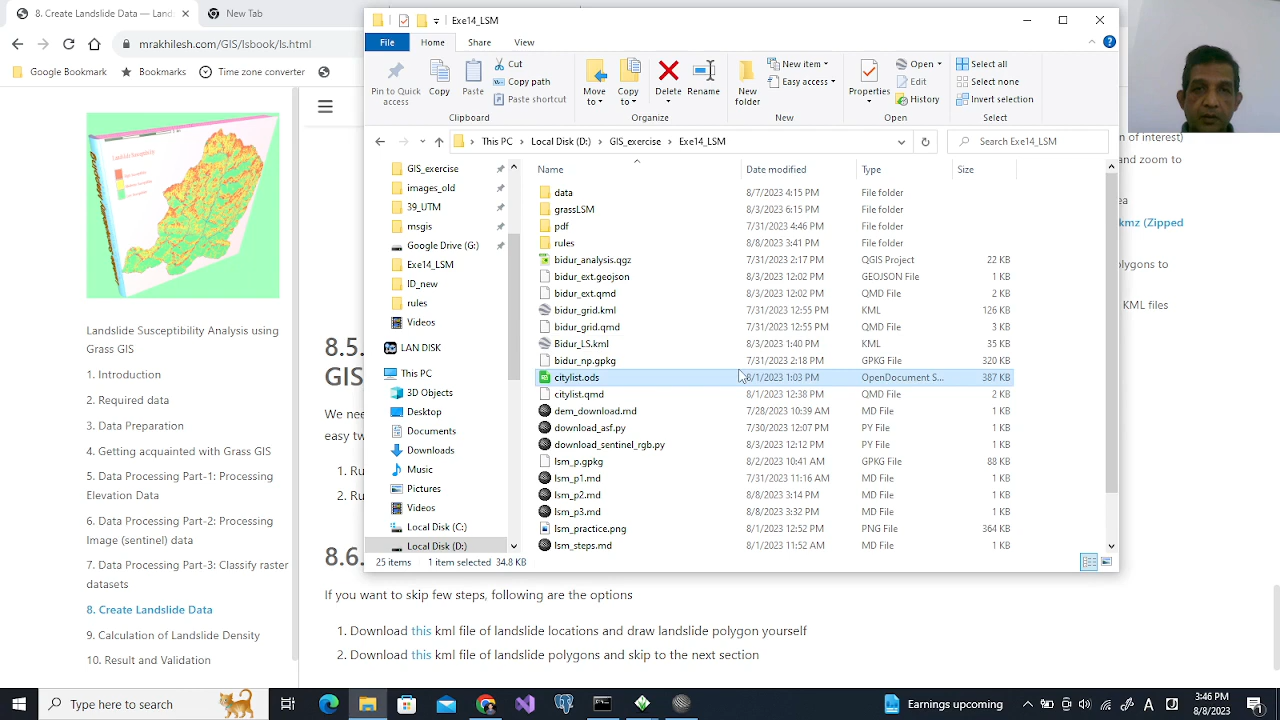 8. Create Landslide Data — Lands
New Tab
mrnilesh.com/GIS/lsbook/ls.html
Google Bookmark
Bookmarks
Time zone converter
Landslide Susceptibility Analysis using
Grass GIS
1. Introduction
2. Required data
3. Data Preparation
4. Getting acquainted with Grass GIS
5. Data Processing Part-1: Processing
Elevation Data
6. Data Processing Part-2: Processing
Image (sentinel) data
7. Data Processing Part-3: Classify raster
datasets
8. Create Landslide Data
9. Calculation of Landslide Density
10. Result and Validation
8.5.
GIS
We nee
easy tw
1. Ru
2. Ru
8.6.
If you want to skip few steps, following are the options
1. Download this kml file of landslide locations and draw landslide polygon yourself
2. Download this kml file of landslide polygons and skip to the next section
n of interest)
and zoom to
ea
kmz (Zipped
olygons to
KML files
Exe14_LSM
File
Home
Share
View
Pin to Quick
access
Copy
Paste
Cut
Copy path
Paste shortcut
Clipboard
Move
to
Copy
to
Delete
Rename
Organize
New
folder
New item
Easy access
New
Properties
Open
Edit
History
Open
Select all
Select none
Invert selection
Select
This PC
Local Disk (D:)
GIS_exercise
Exe14_LSM
Search Exe14_LSM
GIS_exercise
images_old
39_UTM
msgis
Google Drive (G:)
Exe14_LSM
ID_new
rules
Videos
LAN DISK
This PC
3D Objects
Desktop
Documents
Downloads
Music
Pictures
Videos
Local Disk (C:)
Local Disk (D:)
Name Date modified Type Size
data 8/7/2023 4:15 PM File folder
grassLSM 8/3/2023 6:15 PM File folder
pdf 7/31/2023 4:46 PM File folder
rules 8/8/2023 3:41 PM File folder
bidur_analysis.qgz 7/31/2023 2:17 PM QGIS Project 22 KB
bidur_ext.geojson 8/3/2023 12:02 PM GEOJSON File 1 KB
bidur_ext.qmd 8/3/2023 12:02 PM QMD File 2 KB
bidur_grid.kml 7/31/2023 12:55 PM KML 126 KB
bidur_grid.qmd 7/31/2023 12:55 PM QMD File 3 KB
Bidur_LS.kml 8/3/2023 1:40 PM KML 35 KB
bidur_np.gpkg 7/31/2023 2:18 PM GPKG File 320 KB
citylist.ods 8/1/2023 1:03 PM OpenDocument S... 387 KB
citylist.qmd 8/1/2023 12:38 PM QMD File 2 KB
dem_download.md 7/28/2023 10:39 AM MD File 1 KB
download_asf.py 7/30/2023 12:07 PM PY File 1 KB
download_sentinel_rgb.py 8/3/2023 12:12 PM PY File 1 KB
lsm_p.gpkg 8/2/2023 10:41 AM GPKG File 88 KB
lsm_p1.md 7/31/2023 11:16 AM MD File 1 KB
lsm_p2.md 8/8/2023 3:14 PM MD File 1 KB
lsm_p3.md 8/8/2023 3:32 PM MD File 1 KB
lsm_practice.png 8/1/2023 12:52 PM PNG File 364 KB
lsm_steps.md 8/1/2023 11:52 AM MD File 1 KB
25 items 1 item selected 34.8 KB
Type here to search
Earnings upcoming
3:46 PM
8/8/2023